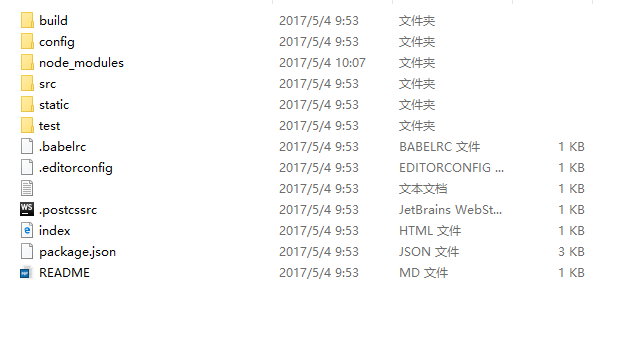 build 2017/5/4 9:53 文件夹
config 2017/5/4 9:53 文件夹
node_modules 2017/5/4 10:07 文件夹
src 2017/5/4 9:53 文件夹
static 2017/5/4 9:53 文件夹
test 2017/5/4 9:53 文件夹
.babelrc 2017/5/4 9:53 BABELRC 文件 1 KB
.editorconfig 2017/5/4 9:53 EDITORCONFIG ... 1 KB
2017/5/4 9:53 文本文档 1 KB
WS .postcssrc 2017/5/4 9:53 JetBrains WebSt... 1 KB
index 2017/5/4 9:53 HTML 文件 1 KB
package.json 2017/5/4 9:53 JSON 文件 3 KB
README 2017/5/4 9:53 MD 文件 1 KB